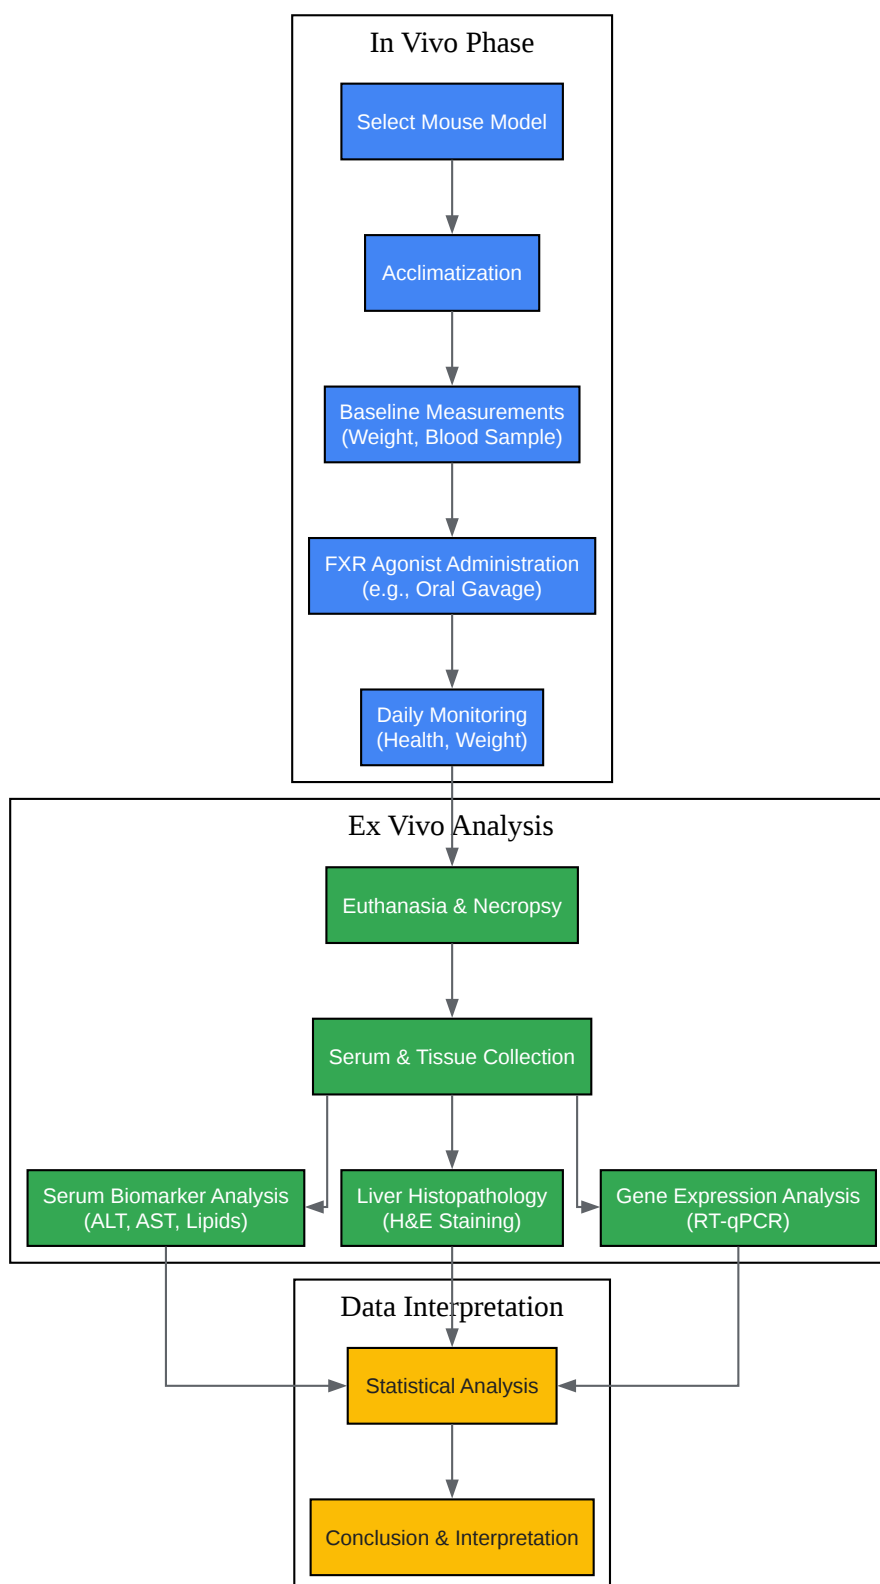 In Vivo Phase
Select Mouse Model
Acclimatization
Baseline Measurements
(Weight, Blood Sample)
FXR Agonist Administration
(e.g., Oral Gavage)
Daily Monitoring
(Health, Weight)
Ex Vivo Analysis
Euthanasia & Necropsy
Serum & Tissue Collection
Serum Biomarker Analysis
(ALT, AST, Lipids)
Liver Histopathology
(H&E Staining)
Gene Expression Analysis
(RT-qPCR)
Data Interpretation
Statistical Analysis
Conclusion & Interpretation